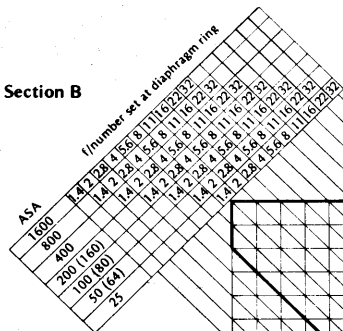 Section B
f/number set at diaphragm ring
ASA
1600 1.4 2 2.8 4 5.6 8 11 16 22 32
800 1.4 2 2.8 4 5.6 8 11 16 22 32
400 1.4 2 2.8 4 5.6 8 11 16 22 32
200 (160) 1.4 2 2.8 4 5.6 8 11 16 22 32
100 (80) 1.4 2 2.8 4 5.6 8 11 16 22 32
50 (64) 1.4 2 2.8 4 5.6 8 11 16 22 32
25 1.4 2 2.8 4 5.6 8 11 16 22 32